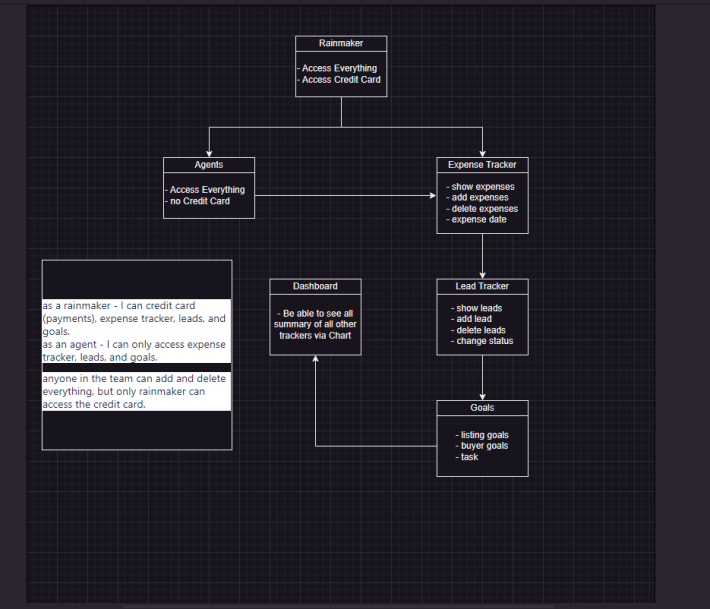 Rainmaker
- Access Everything
- Access Credit Card
Agents
- Access Everything
- no Credit Card
Expense Tracker
- show expenses
- add expenses
- delete expenses
- expense date
as a rainmaker - I can credit card
(payments), expense tracker, leads, and
goals.
as an agent - I can only access expense
tracker, leads, and goals.
anyone in the team can add and delete
everything, but only rainmaker can
access the credit card.
Dashboard
- Be able to see all
summary of all other
trackers via Chart
Lead Tracker
- show leads
- add lead
- delete leads
- change status
Goals
- listing goals
- buyer goals
- task